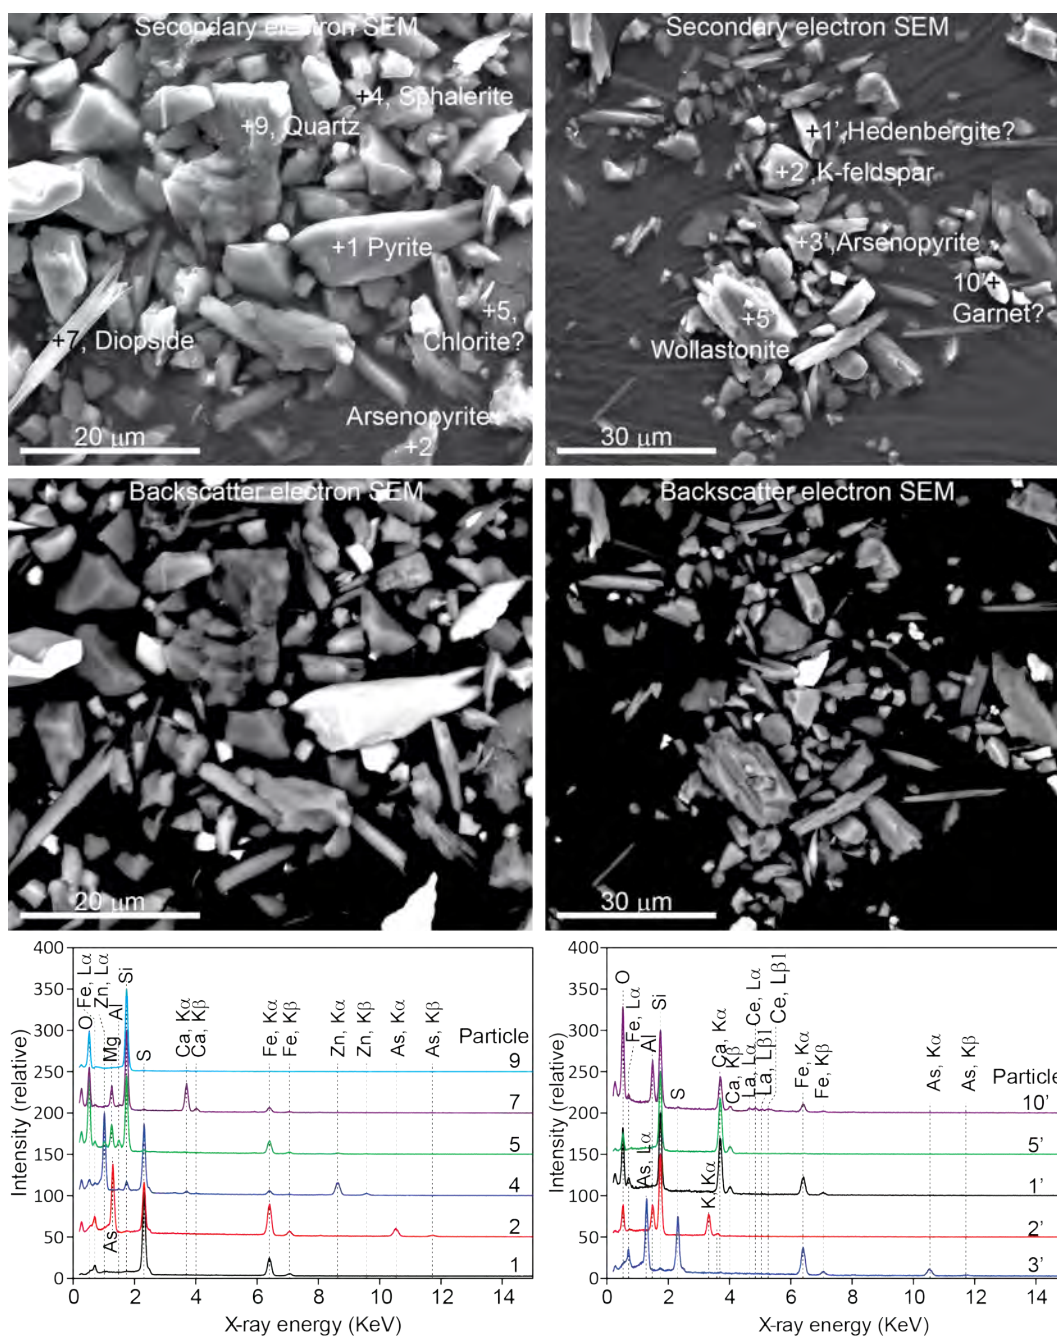 Secondary electron SEM
+4, Sphalerite
+9, Quartz
+1 Pyrite
+5,
Chlorite?
+7, Diopside
Arsenopyrite
+2
20 µm
Secondary electron SEM
+1',Hedenbergite?
+2',K-feldspar
+3',Arsenopyrite
10'+
Garnet?
+5'
Wollastonite
30 µm
Backscatter electron SEM
20 µm
Backscatter electron SEM
30 µm
400
350
300
250
200
150
100
50
0
Intensity (relative)
O
Fe, Lα
Zn, Lα
Mg
Al
Si
S
As
Ca, Kα
Ca, Kβ
Fe, Kα
Fe, Kβ
Zn, Kα
Zn, Kβ
As, Kα
As, Kβ
Particle
9
7
5
4
2
1
0 2 4 6 8 10 12 14
X-ray energy (KeV)
400
350
300
250
200
150
100
50
0
Intensity (relative)
O
Fe, Lα
Al
Si
S
As, Lα
K, Kα
Ca, Kα
Ca, Kβ
La, Lα
Ce, Lα
La, Lβ1
Ce, Lβ1
Fe, Kα
Fe, Kβ
As, Kα
As, Kβ
Particle
10'
5'
1'
2'
3'
0 2 4 6 8 10 12 14
X-ray energy (KeV)